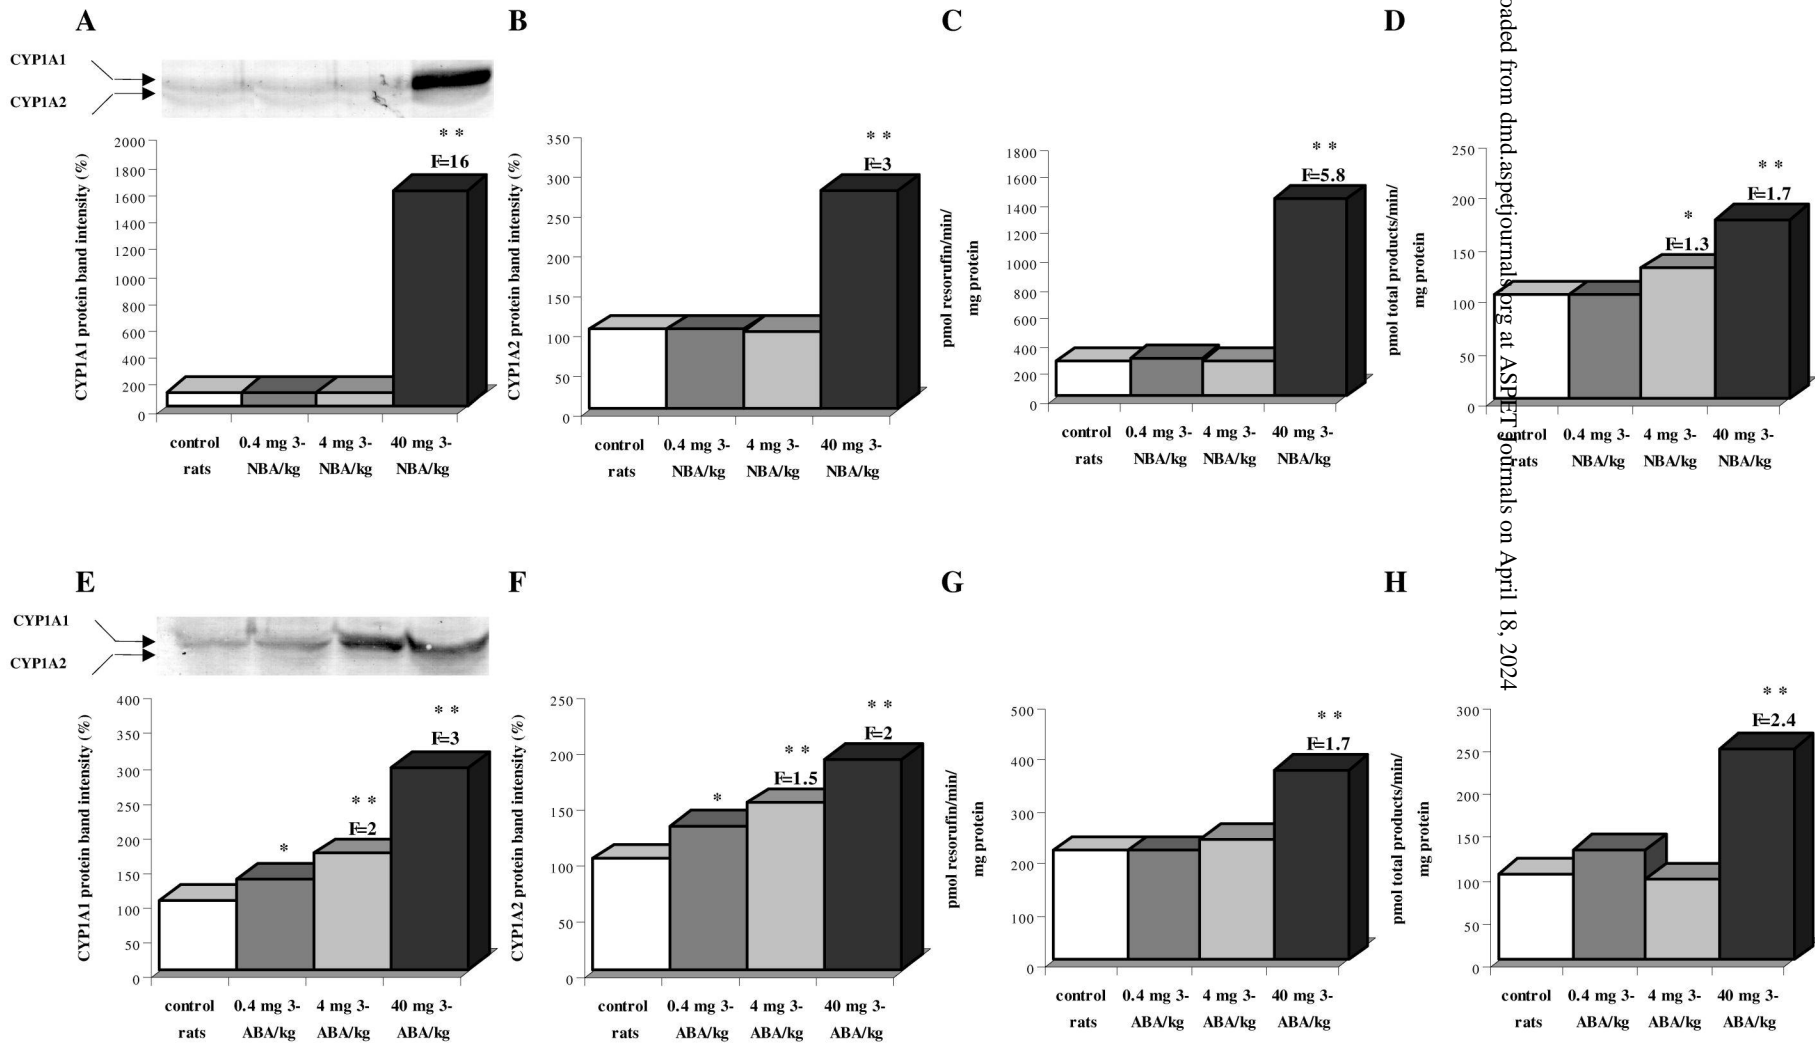 A
B
C
D
CYP1A1
CYP1A2
CYP1A1 protein band intensity (%)
2000
1800
1600
1400
1200
1000
800
600
400
200
0
* *
F=16
control
rats
0.4 mg 3-
NBA/kg
4 mg 3-
NBA/kg
40 mg 3-
NBA/kg
CYP1A2 protein band intensity (%)
350
300
250
200
150
100
50
0
* *
F=3
control
rats
0.4 mg 3-
NBA/kg
4 mg 3-
NBA/kg
40 mg 3-
NBA/kg
pmol resorufin/min/
mg protein
1800
1600
1400
1200
1000
800
600
400
200
0
* *
F=5.8
control
rats
0.4 mg 3-
NBA/kg
4 mg 3-
NBA/kg
40 mg 3-
NBA/kg
pmol total products/min/
mg protein
250
200
150
100
50
0
*
F=1.3
* *
F=1.7
control
rats
0.4 mg 3-
NBA/kg
4 mg 3-
NBA/kg
40 mg 3-
NBA/kg
oaded from dmd.aspetjournals.org at ASPET Journals on April 18, 2024
E
F
G
H
CYP1A1
CYP1A2
CYP1A1 protein band intensity (%)
400
350
300
250
200
150
100
50
0
*
* *
F=2
* *
F=3
control
rats
0.4 mg 3-
ABA/kg
4 mg 3-
ABA/kg
40 mg 3-
ABA/kg
CYP1A2 protein band intensity (%)
250
200
150
100
50
0
*
* *
F=1.5
* *
F=2
control
rats
0.4 mg 3-
ABA/kg
4 mg 3-
ABA/kg
40 mg 3-
ABA/kg
pmol resorufin/min/
mg protein
500
400
300
200
100
0
* *
F=1.7
control
rats
0.4 mg 3-
ABA/kg
4 mg 3-
ABA/kg
40 mg 3-
ABA/kg
pmol total products/min/
mg protein
300
250
200
150
100
50
0
* *
F=2.4
control
rats
0.4 mg 3-
ABA/kg
4 mg 3-
ABA/kg
40 mg 3-
ABA/kg